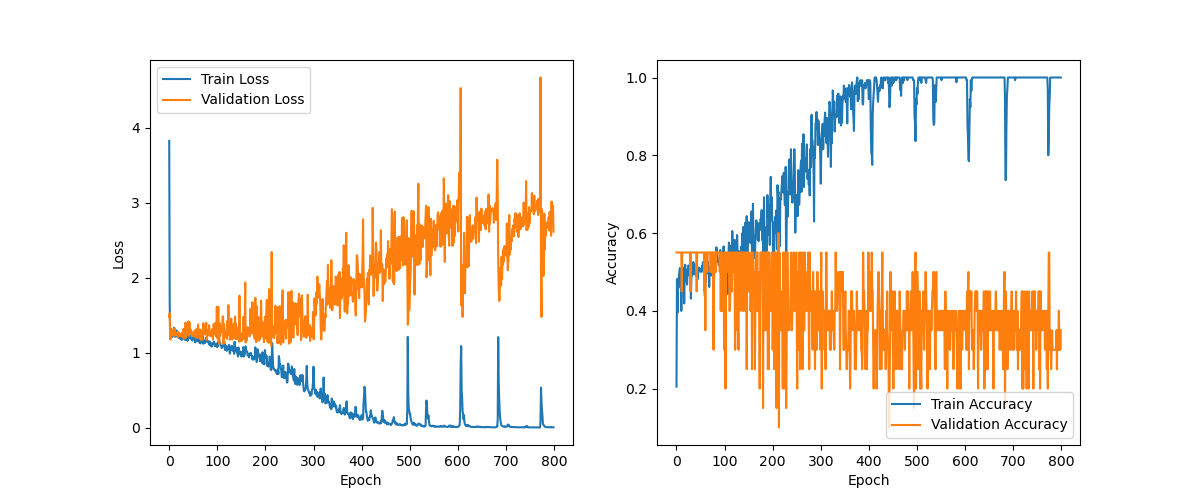 Train Loss
Validation Loss
4
3
2
1
0
Loss
0 100 200 300 400 500 600 700 800
Epoch
1.0
0.8
0.6
0.4
0.2
Accuracy
Train Accuracy
Validation Accuracy
0 100 200 300 400 500 600 700 800
Epoch